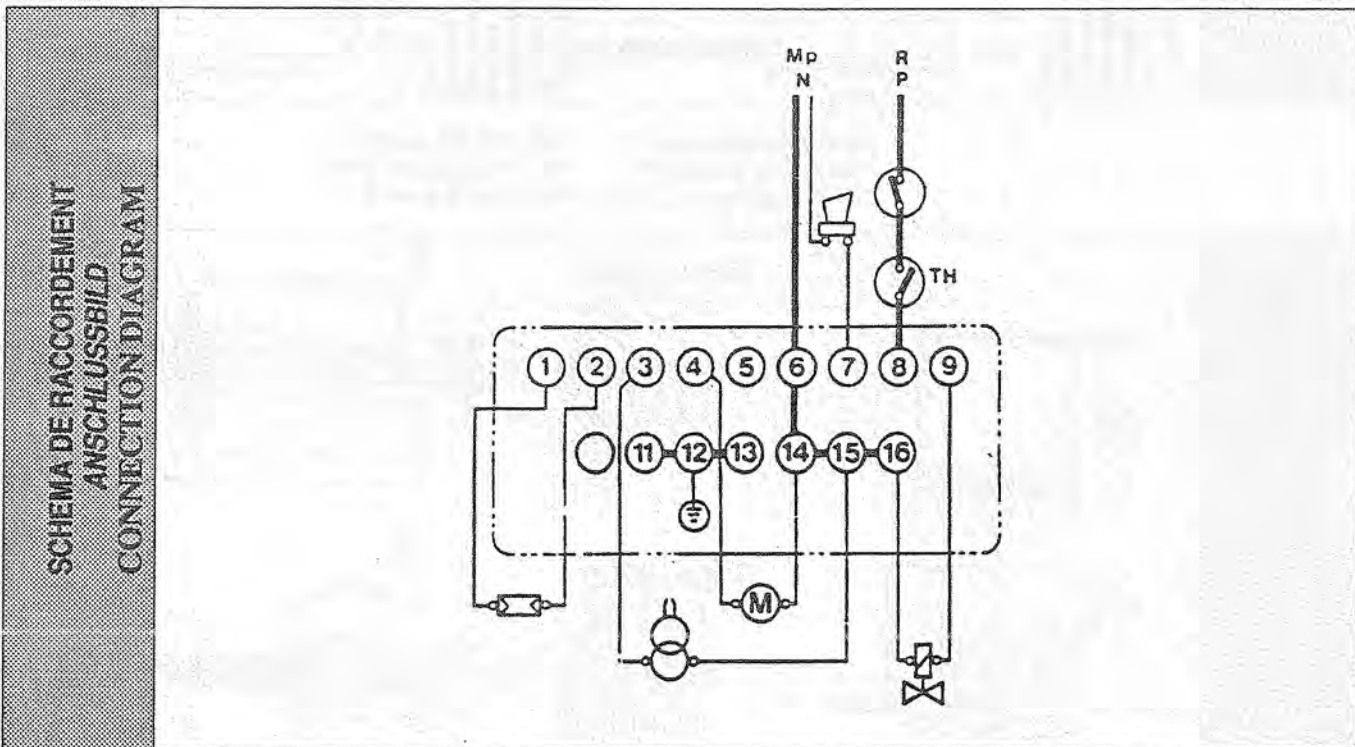 SCHEMA DE RACCORDEMENT
ANSCHLUSSBILD
CONNECTION DIAGRAM
Mp R
N P
TH
1 2 3 4 5 6 7 8 9
11 12 13 14 15 16
M